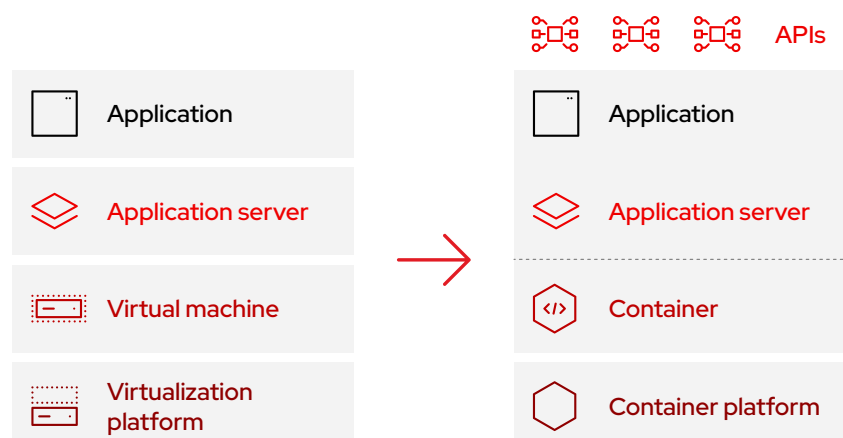 APIs
Application
Application server
Virtual machine
Virtualization
platform
Application
Application server
</>
Container
Container platform